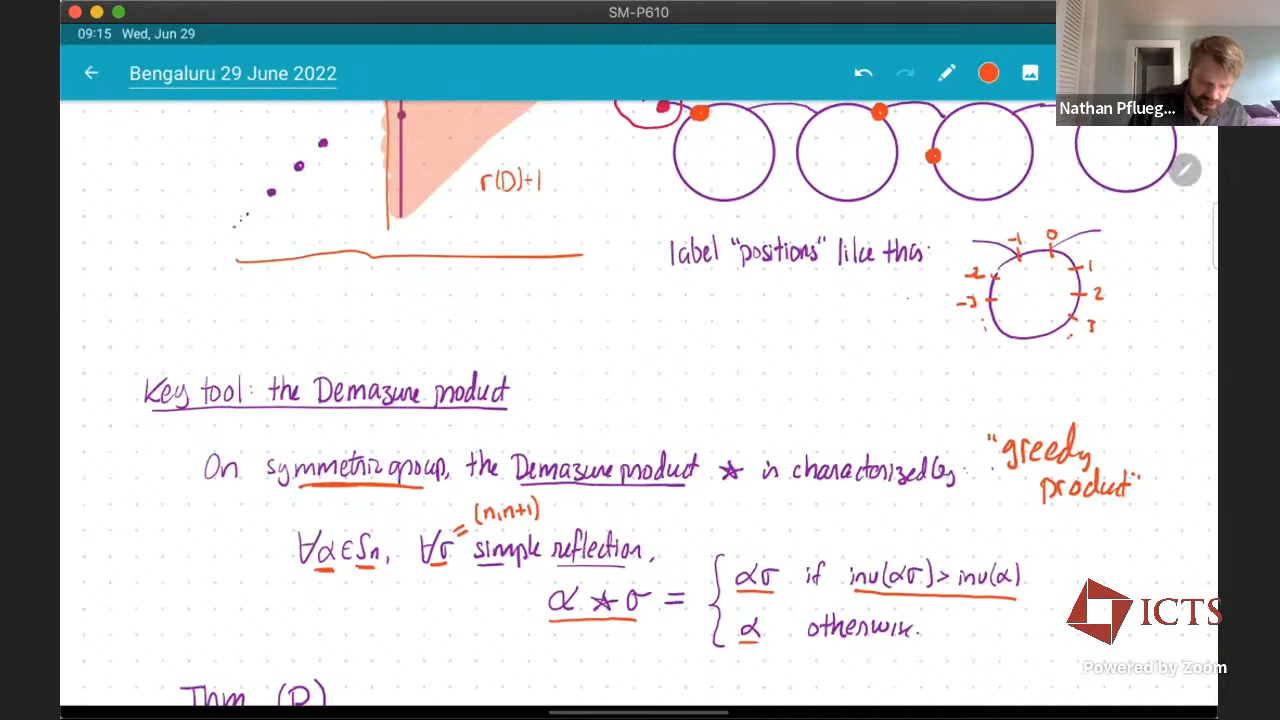 SM-P610
09:15 Wed, Jun 29
Bengaluru 29 June 2022
Nathan Pflueg...
r(D)+1
label "positions" like this:
-1 0
-2 1
-3 2
3
Key tool: the Demazure product
On symmetric group, the Demazure product ★ is characterized by:
"greedy product"
(n, n+1)
∀α∈Sn, ∀σ = simple reflection,
α ★ σ = { ασ if inv(ασ) > inv(α)
α otherwise.
ICTS
Powered by Zoom
Thm (P)